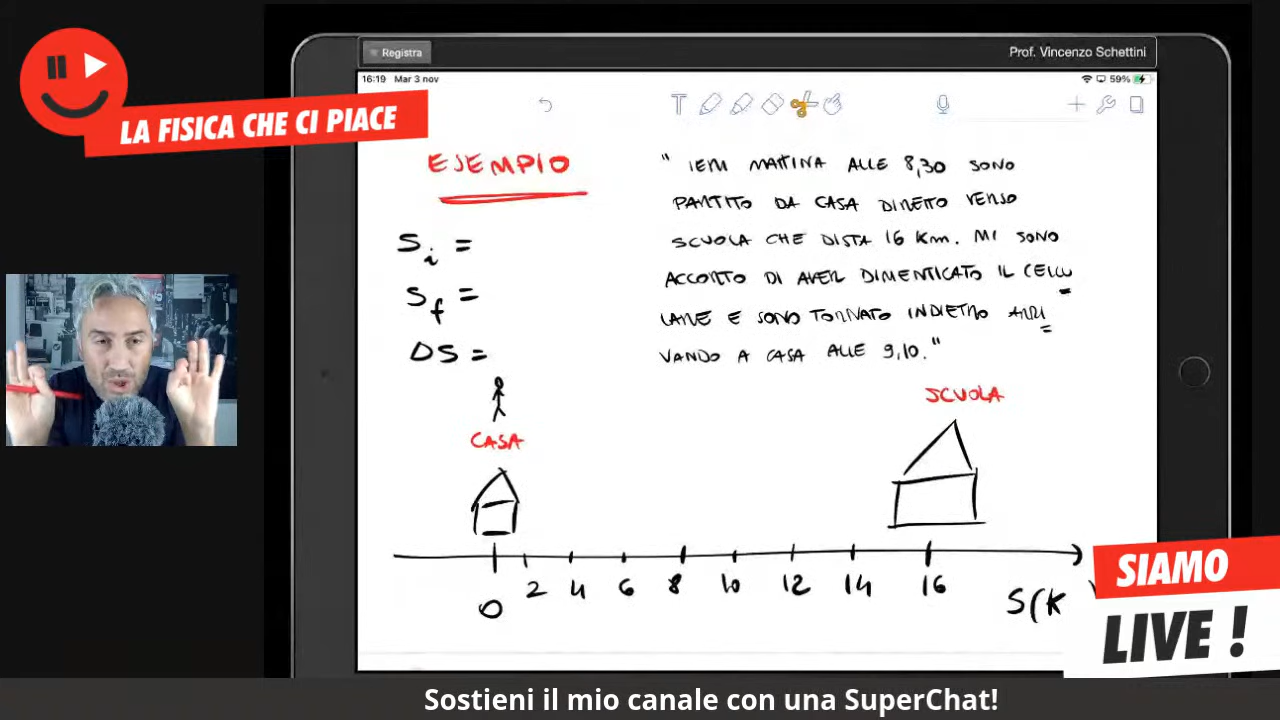 Registra
Prof. Vincenzo Schettini
16:19 Mar 3 nov
59%
LA FISICA CHE CI PIACE
ESEMPIO
" IERI MATTINA ALLE 8,30 SONO
PARTITO DA CASA DIRETTO VERSO
SCUOLA CHE DISTA 16 Km. MI SONO
ACCORTO DI AVER DIMENTICATO IL CELLU
LARE E SONO TORNATO INDIETRO ARRI
VANDO A CASA ALLE 9,10. "
Si =
Sf =
DS =
CASA
SCUOLA
0 2 4 6 8 10 12 14 16
S(K
SIAMO
LIVE !
Sostieni il mio canale con una SuperChat!